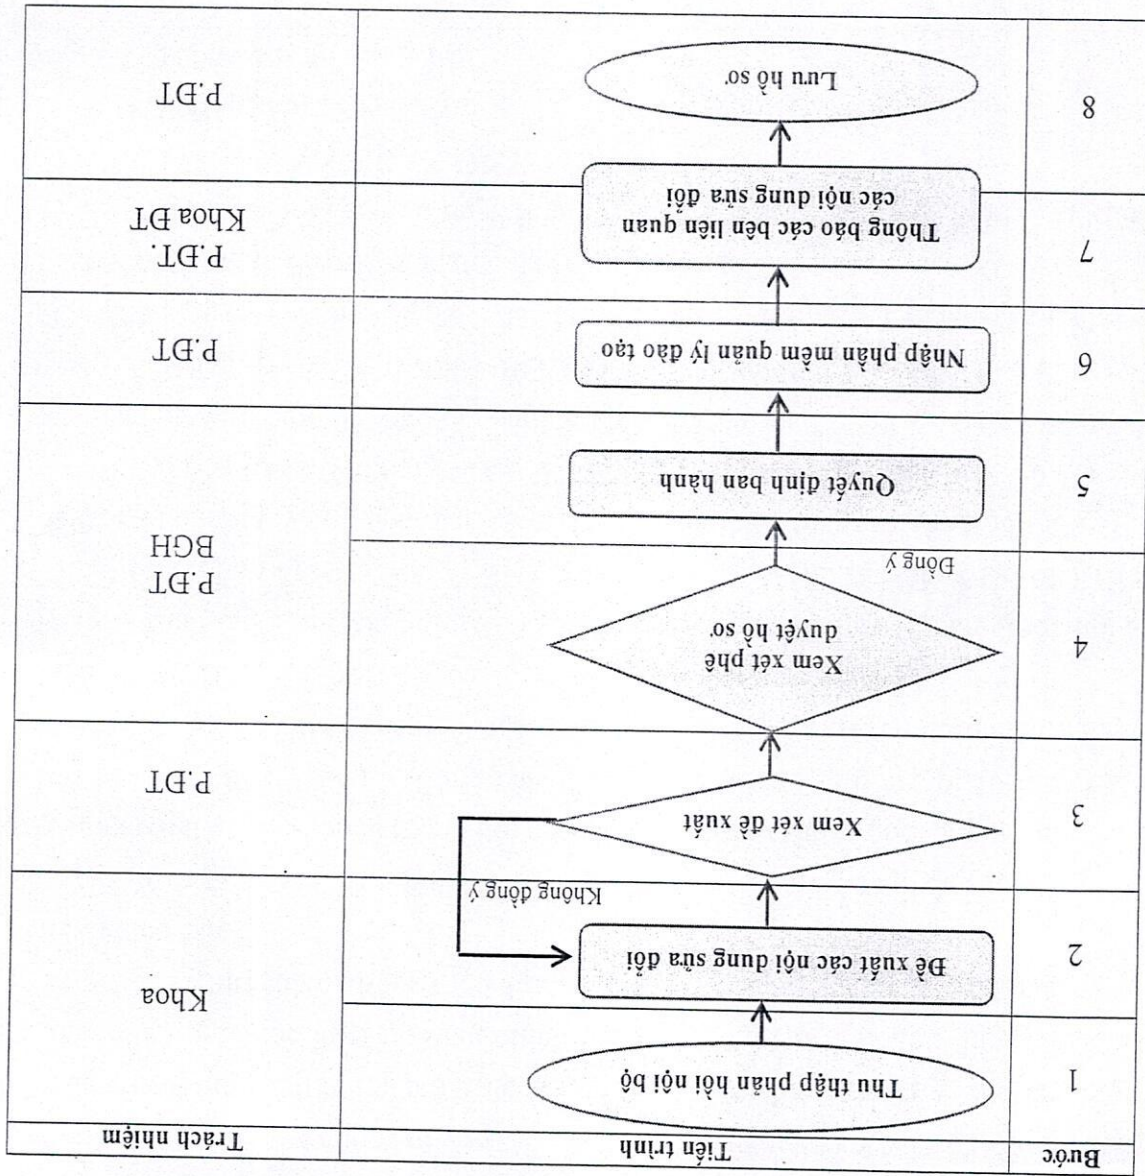 Bước Tiến trình Trách nhiệm
1 Thu thập phản hồi nội bộ Khoa
2 Đề xuất các nội dung sửa đổi
Không đồng ý
3 Xem xét đề xuất P.ĐT
4 Xem xét phê
duyệt hồ sơ
P.ĐT
BGH
Đồng ý
5 Quyết định ban hành
6 Nhập phần mềm quản lý đào tạo P.ĐT
7 Thông báo các bên liên quan
các nội dung sửa đổi
P.ĐT.
Khoa ĐT
8 Lưu hồ sơ P.ĐT